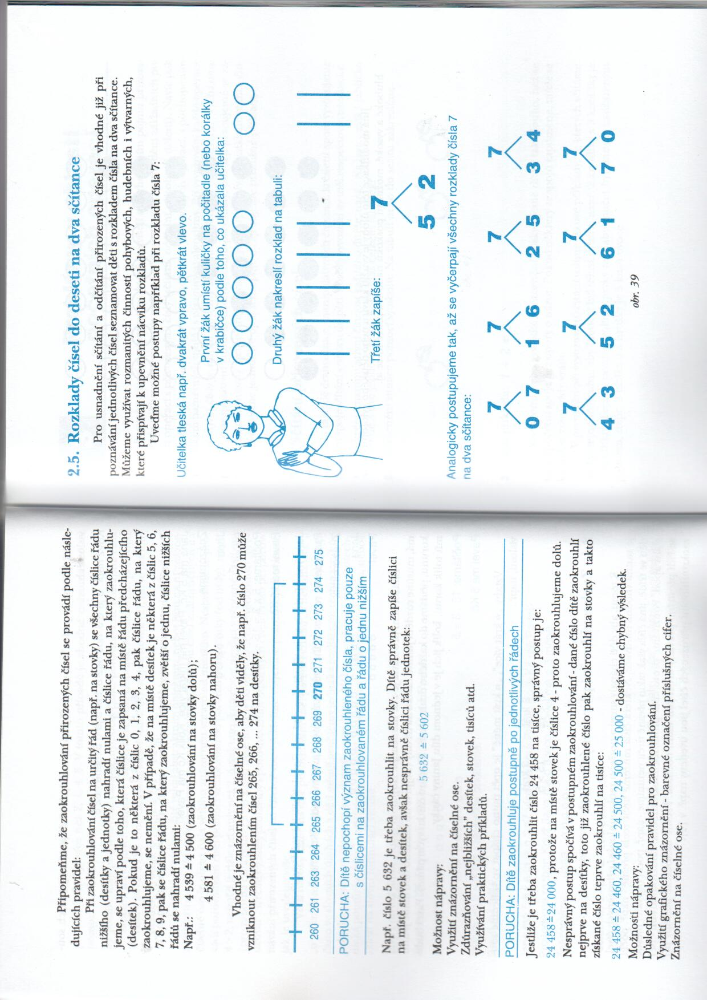 Připomeňme, že zaokrouhlování přirozených čísel se provádí podle násle-
dujících pravidel:
Při zaokrouhlování čísel na určitý řád (např. na stovky) se všechny číslice řádu
nižšího (desítky a jednotky) nahradí nulami a číslice řádu, na který zaokrouhlu-
jeme, se upraví podle toho, která číslice je zapsaná na místě řádu předcházejícího
(desítek). Pokud je to některá z číslic 0, 1, 2, 3, 4, pak číslice řádu, na který
zaokrouhlujeme, se nemění. V případě, že na místě desítek je některá z číslic 5, 6,
7, 8, 9, pak se číslice řádu, na který zaokrouhlujeme, zvětší o jednu, číslice nižších
řádů se nahradí nulami:
Např.: 4 539 ≐ 4 500 (zaokrouhlování na stovky dolů);
4 581 ≐ 4 600 (zaokrouhlování na stovky nahoru).
Vhodné je znázornění na číselné ose, aby děti viděly, že např. číslo 270 může
vzniknout zaokrouhlením čísel 265, 266, ... 274 na desítky.
260 261 263 264 265 266 267 268 269 270 271 272 273 274 275
PORUCHA: Dítě nepochopí význam zaokrouhleného čísla, pracuje pouze
s číslicemi na zaokrouhlovaném řádu a řádu o jednu nižším
Např. číslo 5 632 je třeba zaokrouhlit na stovky. Dítě správně zapíše číslici
na místě stovek a desítek, avšak nesprávně číslici řádu jednotek:
5 632 ≐ 5 602
Možnost nápravy:
Využití znázornění na číselné ose.
Zdůrazňování „nejbližších” desítek, stovek, tisíců atd.
Využívání praktických příkladů.
PORUCHA: Dítě zaokrouhluje postupně po jednotlivých řádech
Jestliže je třeba zaokrouhlit číslo 24 458 na tisíce, správný postup je:
24 458 ≐ 24 000 , protože na místě stovek je číslice 4 - proto zaokrouhlujeme dolů.
Nesprávný postup spočívá v postupném zaokrouhlování - dané číslo dítě zaokrouhlí
nejprve na desítky, toto již zaokrouhlené číslo pak zaokrouhlí na stovky a takto
získané číslo teprve zaokrouhlí na tisíce:
24 458 ≐ 24 460, 24 460 ≐ 24 500, 24 500 ≐ 25 000 - dostáváme chybný výsledek.
Možnosti nápravy:
Důsledné opakování pravidel pro zaokrouhlování.
Využití grafického znázornění - barevné označení příslušných cifer.
Znázornění na číselné ose.
2.5. Rozklady čísel do deseti na dva sčítance
Pro usnadnění sčítání a odčítání přirozených čísel je vhodné již při
poznávání jednotlivých čísel seznamovat děti s rozkladem čísla na dva sčítance.
Můžeme využívat rozmanitých činností pohybových, hudebních i výtvarných,
které přispívají k upevnění nácviku rozkladů.
Uveďme možné postupy například při rozkladu čísla 7:
Učitelka tleská např. dvakrát vpravo, pětkrát vlevo.
První žák umístí kuličky na počitadle (nebo korálky
v krabičce) podle toho, co ukázala učitelka:
Druhý žák nakreslí rozklad na tabuli:
Třetí žák zapíše:
7
5 2
Analogicky postupujeme tak, až se vyčerpají všechny rozklady čísla 7
na dva sčítance:
7 7 7 7
0 7 1 6 2 5 3 4
7 7 7 7
4 3 5 2 6 1 7 0
obr. 39